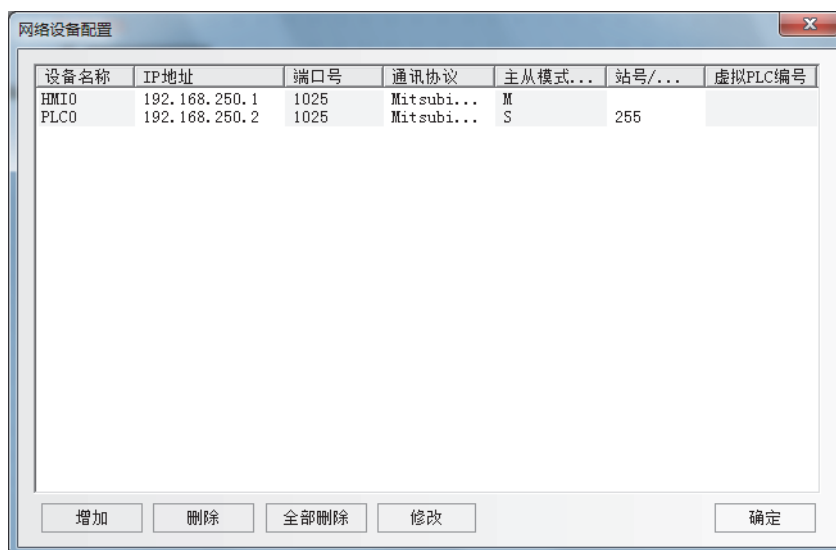 网络设备配置
设备名称 IP地址 端口号 通讯协议 主从模式... 站号/... 虚拟PLC编号
HMI0 192.168.250.1 1025 Mitsubi... M
PLC0 192.168.250.2 1025 Mitsubi... S 255
增加 删除 全部删除 修改 确定